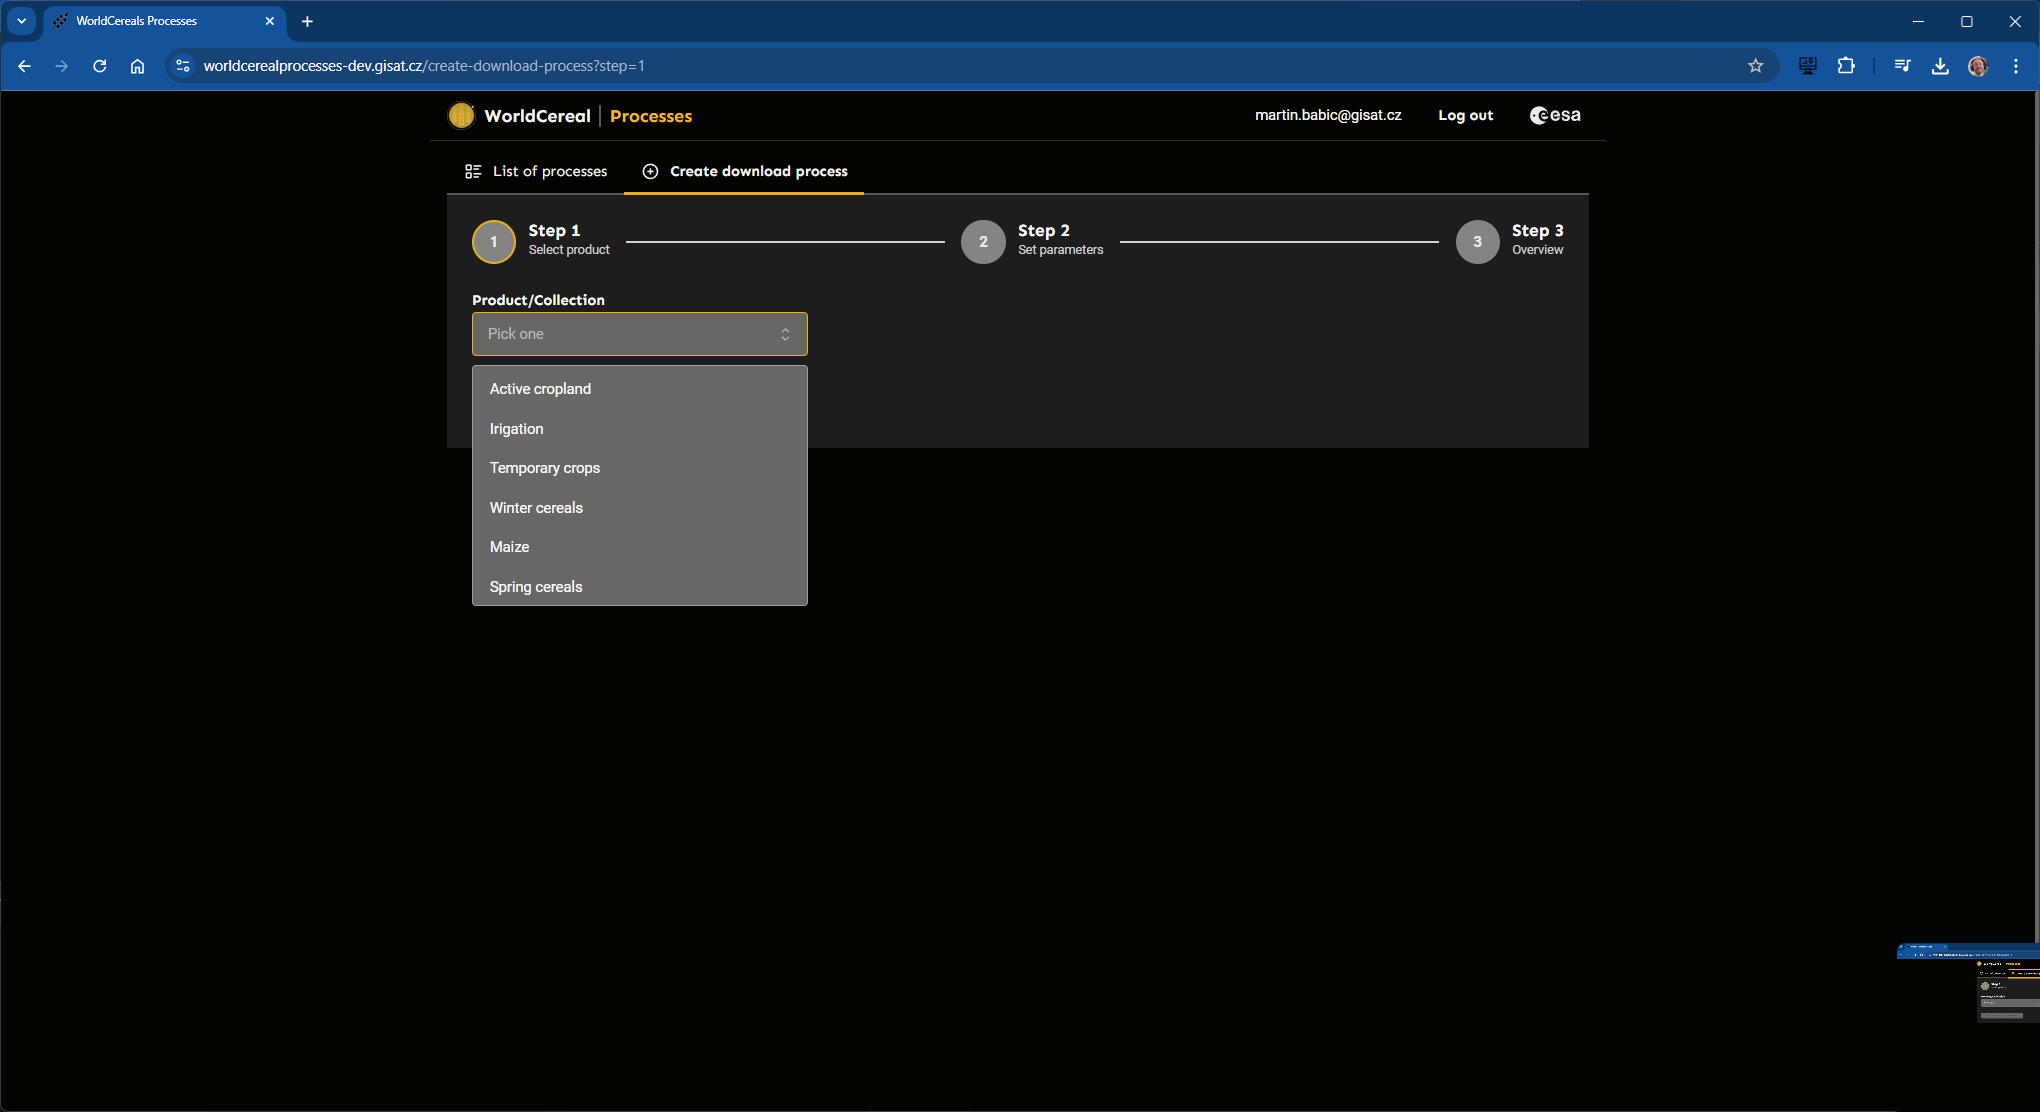 WorldCereals Processes
worldcerealprocesses-dev.gisat.cz/create-download-process?step=1
WorldCereal | Processes
martin.babic@gisat.cz
Log out
esa
List of processes
Create download process
1
Step 1
Select product
2
Step 2
Set parameters
3
Step 3
Overview
Product/Collection
Pick one
Active cropland
Irigation
Temporary crops
Winter cereals
Maize
Spring cereals